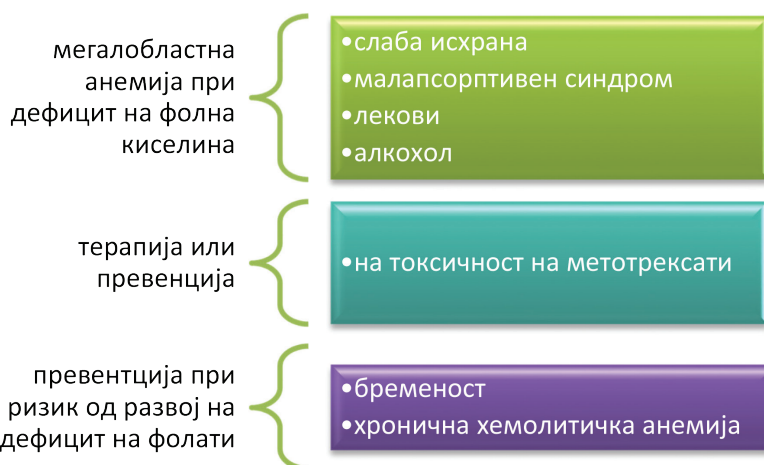 мегалобластна
анемија при
дефицит на фолна
киселина
•слаба исхрана
•малапсорптивен синдром
•лекови
•алкохол
терапија или
превенција
•на токсичност на метотрексати
превентција при
ризик од развој на
дефицит на фолати
•бременост
•хронична хемолитичка анемија